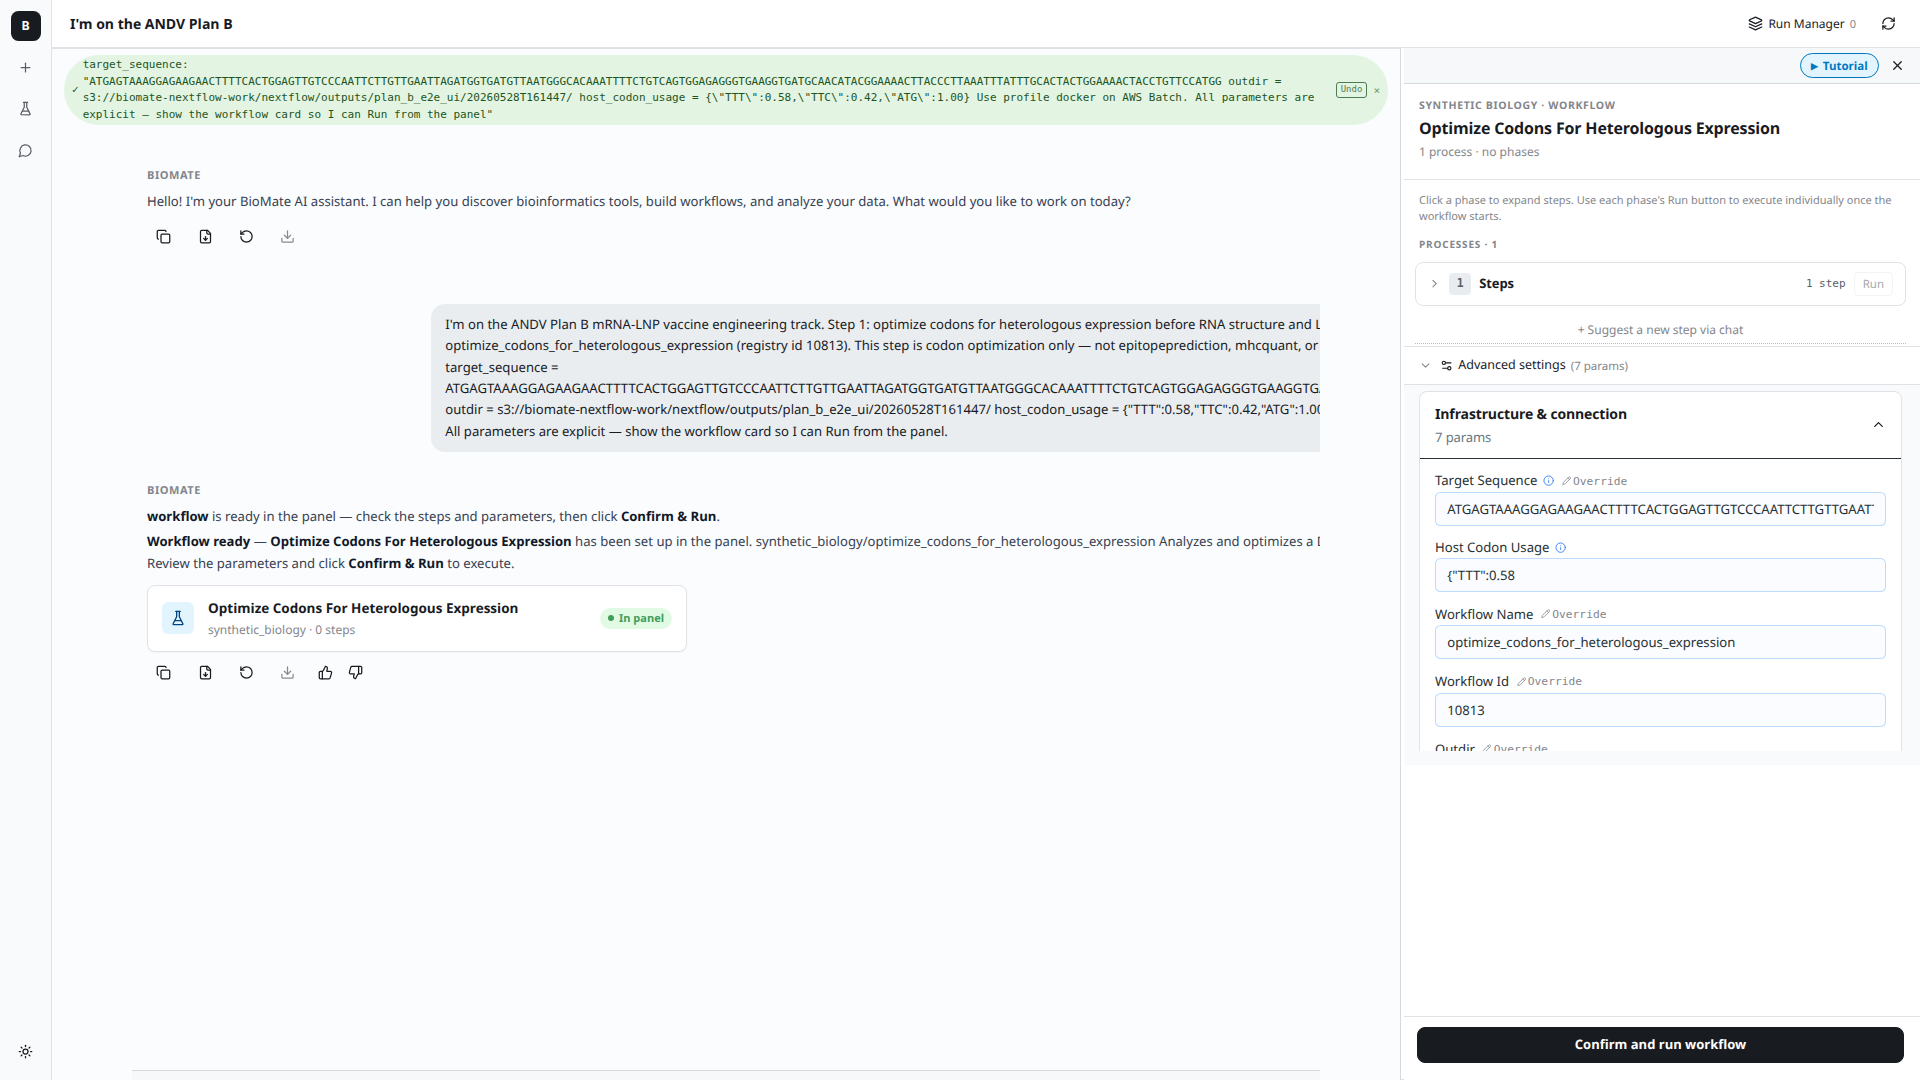 B
I'm on the ANDV Plan B
Run Manager 0
target_sequence:
"ATGAGTAAAGGAGAAGAACTTTTCACTGGAGTTGTCCCAATTCTTGTTGAATTAGATGGTGATGTTAATGGGCACAAATTTTCTGTCAGTGGAGAGGGTGAAGGTGATGCAACATACGGAAAACTTACCCTTAAATTTATTTGCACTACTGGAAAACTACCTGTTCCATGG outdir =
s3://biomate-nextflow-work/nextflow/outputs/plan_b_e2e_ui/20260528T161447/ host_codon_usage = {\"TTT\":0.58,\"TTC\":0.42,\"ATG\":1.00} Use profile docker on AWS Batch. All parameters are
explicit — show the workflow card so I can Run from the panel"
Undo
BIOMATE
Hello! I'm your BioMate AI assistant. I can help you discover bioinformatics tools, build workflows, and analyze your data. What would you like to work on today?
I'm on the ANDV Plan B mRNA-LNP vaccine engineering track. Step 1: optimize codons for heterologous expression before RNA structure and L
optimize_codons_for_heterologous_expression (registry id 10813). This step is codon optimization only — not epitopeprediction, mhcquant, or
target_sequence =
ATGAGTAAAGGAGAAGAACTTTTCACTGGAGTTGTCCCAATTCTTGTTGAATTAGATGGTGATGTTAATGGGCACAAATTTTCTGTCAGTGGAGAGGGTGAAGGTGA
outdir = s3://biomate-nextflow-work/nextflow/outputs/plan_b_e2e_ui/20260528T161447/ host_codon_usage = {"TTT":0.58,"TTC":0.42,"ATG":1.00
All parameters are explicit — show the workflow card so I can Run from the panel.
BIOMATE
workflow is ready in the panel — check the steps and parameters, then click Confirm & Run.
Workflow ready — Optimize Codons For Heterologous Expression has been set up in the panel. synthetic_biology/optimize_codons_for_heterologous_expression Analyzes and optimizes a D
Review the parameters and click Confirm & Run to execute.
Optimize Codons For Heterologous Expression
synthetic_biology · 0 steps
In panel
Tutorial
SYNTHETIC BIOLOGY · WORKFLOW
Optimize Codons For Heterologous Expression
1 process · no phases
Click a phase to expand steps. Use each phase's Run button to execute individually once the
workflow starts.
PROCESSES · 1
1 Steps 1 step Run
+ Suggest a new step via chat
Advanced settings (7 params)
Infrastructure & connection
7 params
Target Sequence Override
ATGAGTAAAGGAGAAGAACTTTTCACTGGAGTTGTCCCAATTCTTGTTGAAT
Host Codon Usage
{"TTT":0.58
Workflow Name Override
optimize_codons_for_heterologous_expression
Workflow Id Override
10813
Outdir Override
Confirm and run workflow